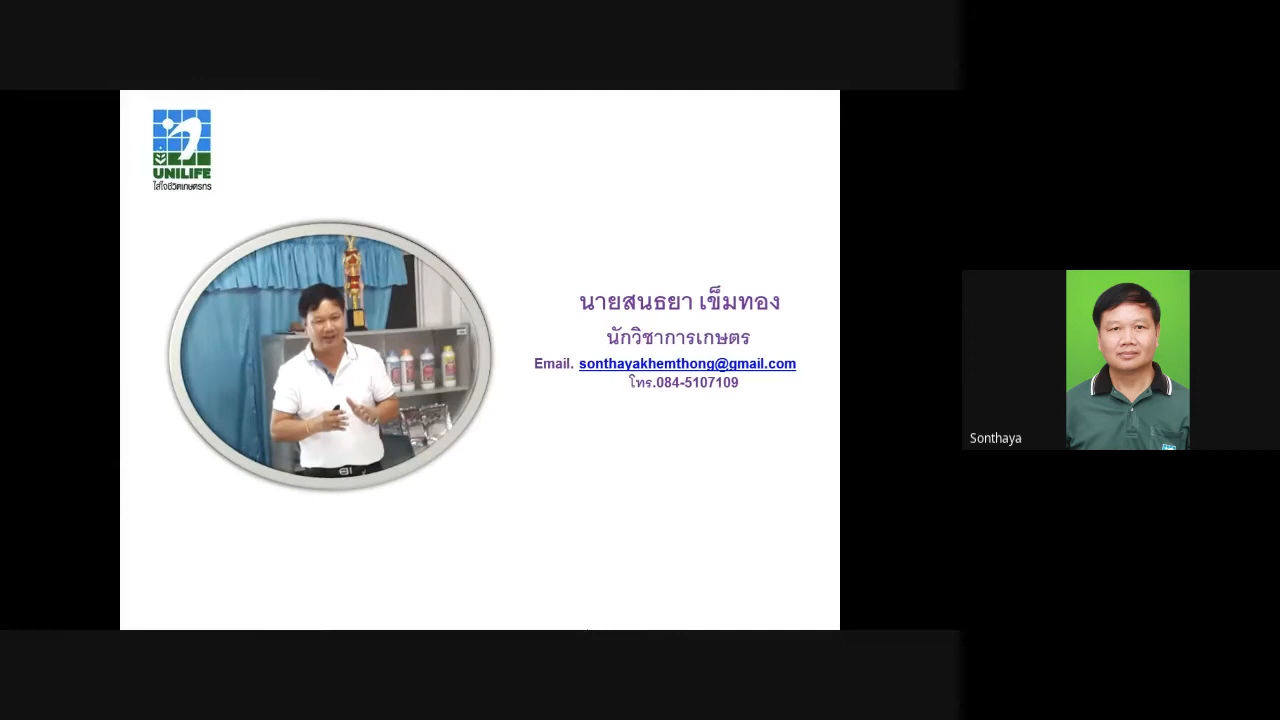 UNILIFE
ใส่ใจชีวิตเกษตรกร
นายสนธยา เข็มทอง
นักวิชาการเกษตร
Email. sonthayakhemthong@gmail.com
โทร.084-5107109
Sonthaya